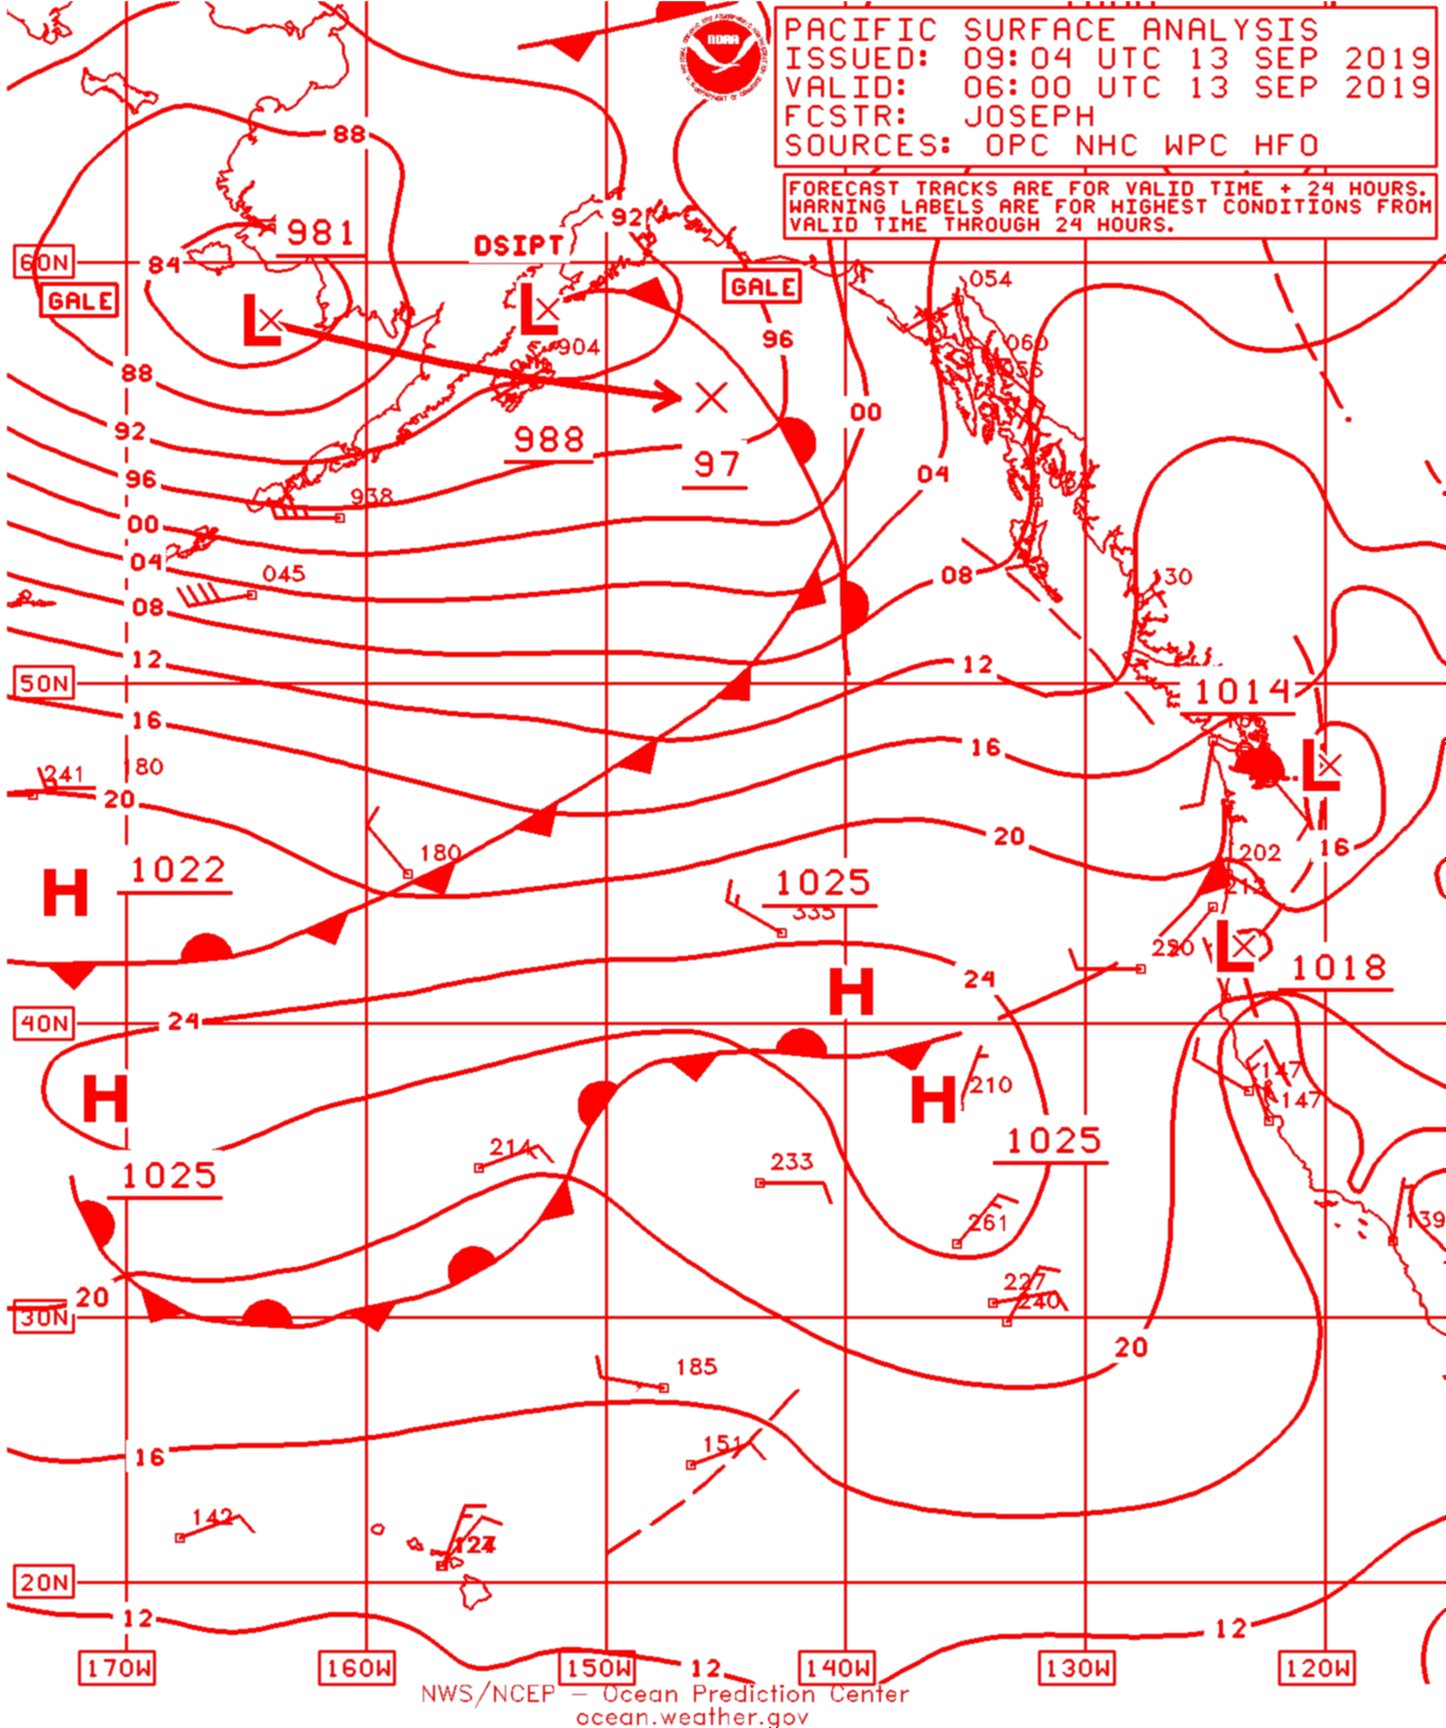 NOAA
PACIFIC SURFACE ANALYSIS
ISSUED: 09:04 UTC 13 SEP 2019
VALID: 06:00 UTC 13 SEP 2019
FCSTR: JOSEPH
SOURCES: OPC NHC WPC HFO
FORECAST TRACKS ARE FOR VALID TIME + 24 HOURS.
WARNING LABELS ARE FOR HIGHEST CONDITIONS FROM
VALID TIME THROUGH 24 HOURS.
88
92
981
DSIPT
60N
84
GALE
GALE
054
L
L
96
904
060
88
00
92
988
97
04
96
938
00
04
045
08
08
130
12
12
50N
16
1014
16
241
180
20
L
20
16
180
202
212
H
1022
1025
335
220
L
1018
24
H
40N
24
H
H
210
147
147
1025
214
233
1025
261
139
20
227
240
30N
20
185
16
151
142
124
20N
12
12
12
170W
160W
150W
140W
130W
120W
NWS/NCEP – Ocean Prediction Center
ocean.weather.gov